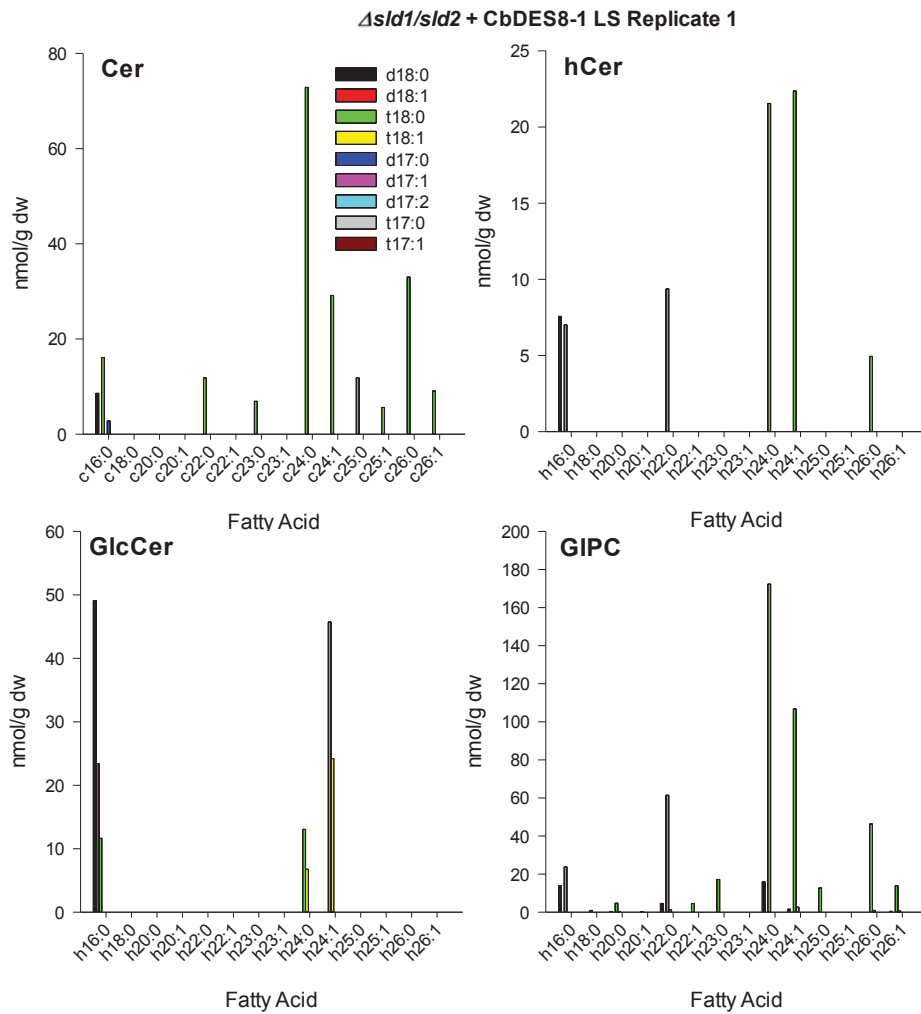 Δsld1/sld2 + CbDES8-1 LS Replicate 1
Cer
d18:0
d18:1
t18:0
t18:1
d17:0
d17:1
d17:2
t17:0
t17:1
80
60
40
20
0
nmol/g dw
c16:0
c18:0
c20:0
c20:1
c22:0
c22:1
c23:0
c23:1
c24:0
c24:1
c25:0
c25:1
c26:0
c26:1
Fatty Acid
hCer
25
20
15
10
5
0
nmol/g dw
h16:0
h18:0
h20:0
h20:1
h22:0
h22:1
h23:0
h23:1
h24:0
h24:1
h25:0
h25:1
h26:0
h26:1
Fatty Acid
GlcCer
60
50
40
30
20
10
0
nmol/g dw
h16:0
h18:0
h20:0
h20:1
h22:0
h22:1
h23:0
h23:1
h24:0
h24:1
h25:0
h25:1
h26:0
h26:1
Fatty Acid
GIPC
200
180
160
140
120
100
80
60
40
20
0
nmol/g dw
h16:0
h18:0
h20:0
h20:1
h22:0
h22:1
h23:0
h23:1
h24:0
h24:1
h25:0
h25:1
h26:0
h26:1
Fatty Acid